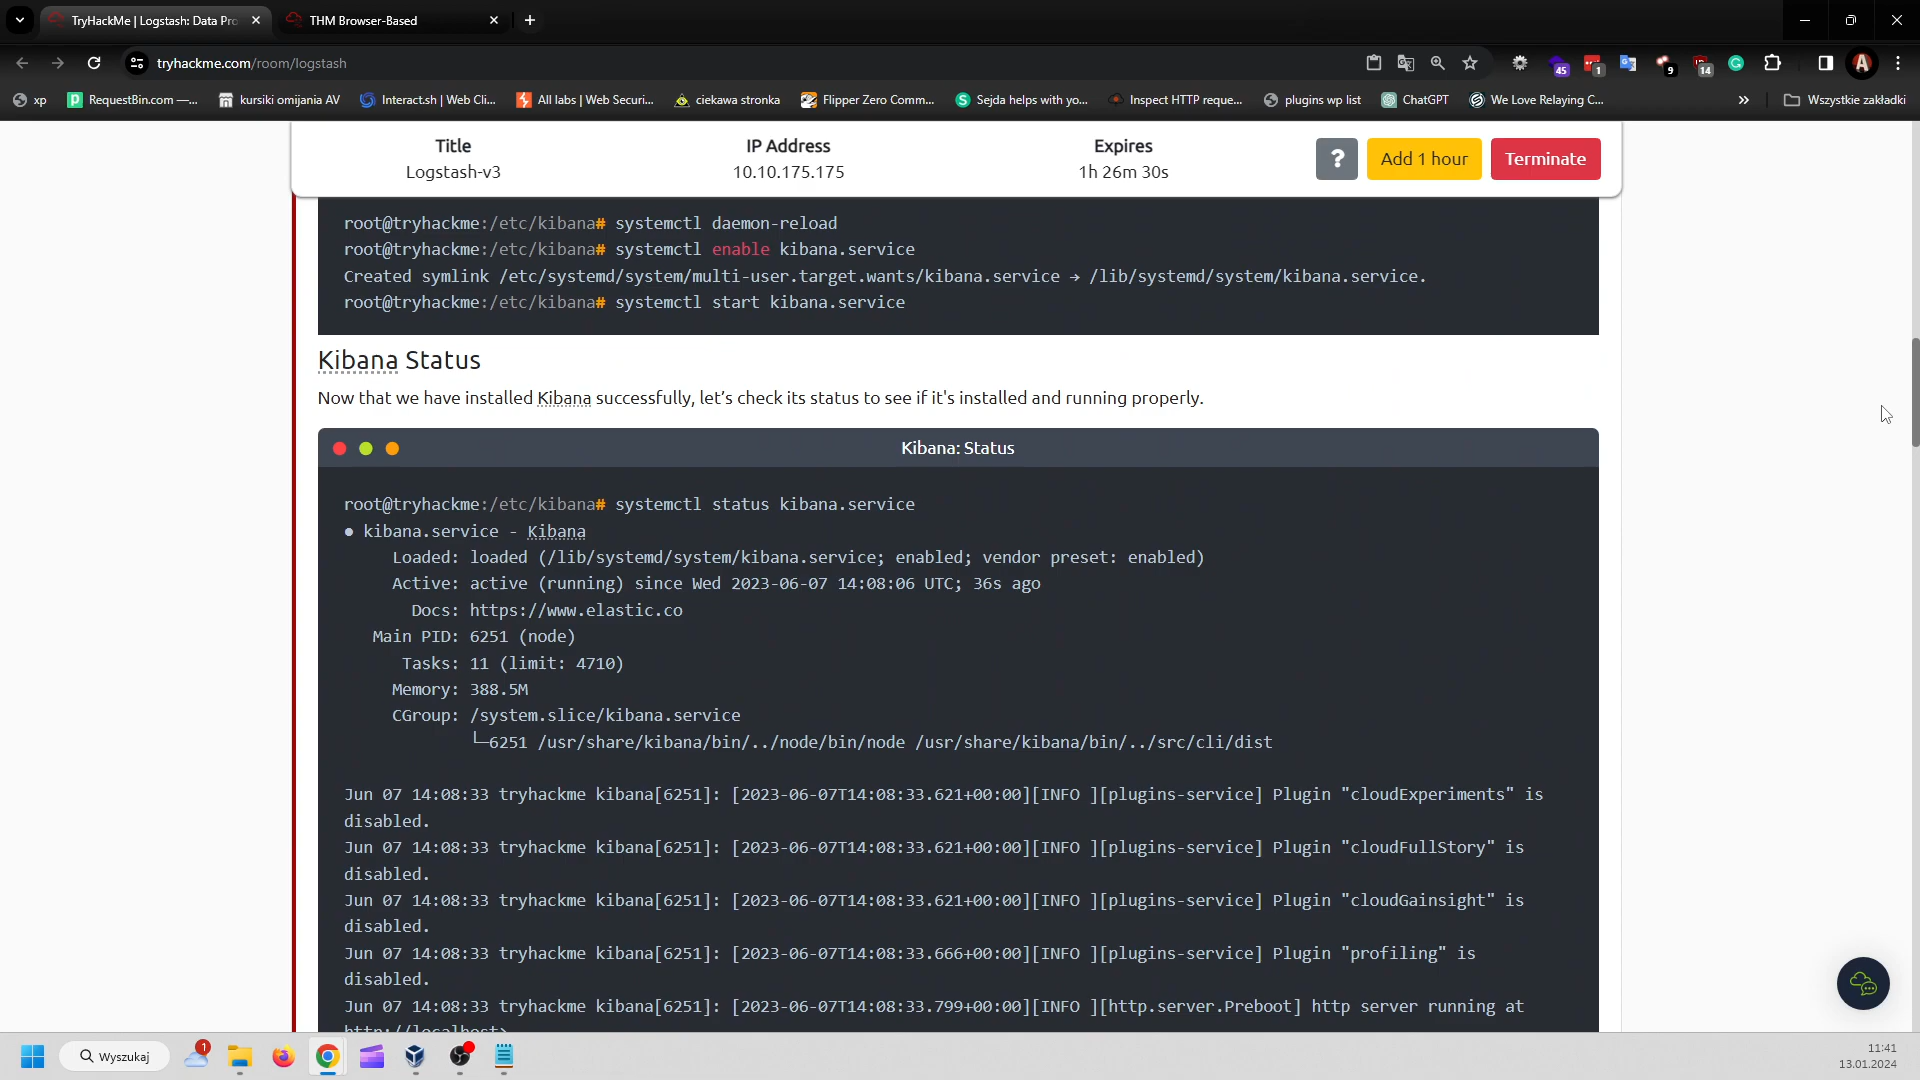 TryHackMe | Logstash: Data Pro
THM Browser-Based
tryhackme.com/room/logstash
45
1
9
14
A
xp
RequestBin.com —...
kursiki omijania AV
Interact.sh | Web Cli...
All labs | Web Securi...
ciekawa stronka
Flipper Zero Comm...
Sejda helps with yo...
Inspect HTTP reque...
plugins wp list
ChatGPT
We Love Relaying C...
Wszystkie zakładki
Title
Logstash-v3
IP Address
10.10.175.175
Expires
1h 26m 30s
?
Add 1 hour
Terminate
root@tryhackme:/etc/kibana# systemctl daemon-reload
root@tryhackme:/etc/kibana# systemctl enable kibana.service
Created symlink /etc/systemd/system/multi-user.target.wants/kibana.service → /lib/systemd/system/kibana.service.
root@tryhackme:/etc/kibana# systemctl start kibana.service
Kibana Status
Now that we have installed Kibana successfully, let’s check its status to see if it's installed and running properly.
Kibana: Status
root@tryhackme:/etc/kibana# systemctl status kibana.service
● kibana.service - Kibana
Loaded: loaded (/lib/systemd/system/kibana.service; enabled; vendor preset: enabled)
Active: active (running) since Wed 2023-06-07 14:08:06 UTC; 36s ago
Docs: https://www.elastic.co
Main PID: 6251 (node)
Tasks: 11 (limit: 4710)
Memory: 388.5M
CGroup: /system.slice/kibana.service
└─6251 /usr/share/kibana/bin/../node/bin/node /usr/share/kibana/bin/../src/cli/dist
Jun 07 14:08:33 tryhackme kibana[6251]: [2023-06-07T14:08:33.621+00:00][INFO ][plugins-service] Plugin "cloudExperiments" is
disabled.
Jun 07 14:08:33 tryhackme kibana[6251]: [2023-06-07T14:08:33.621+00:00][INFO ][plugins-service] Plugin "cloudFullStory" is
disabled.
Jun 07 14:08:33 tryhackme kibana[6251]: [2023-06-07T14:08:33.621+00:00][INFO ][plugins-service] Plugin "cloudGainsight" is
disabled.
Jun 07 14:08:33 tryhackme kibana[6251]: [2023-06-07T14:08:33.666+00:00][INFO ][plugins-service] Plugin "profiling" is
disabled.
Jun 07 14:08:33 tryhackme kibana[6251]: [2023-06-07T14:08:33.799+00:00][INFO ][http.server.Preboot] http server running at
http://localhost>
Wyszukaj
1
11:41
13.01.2024